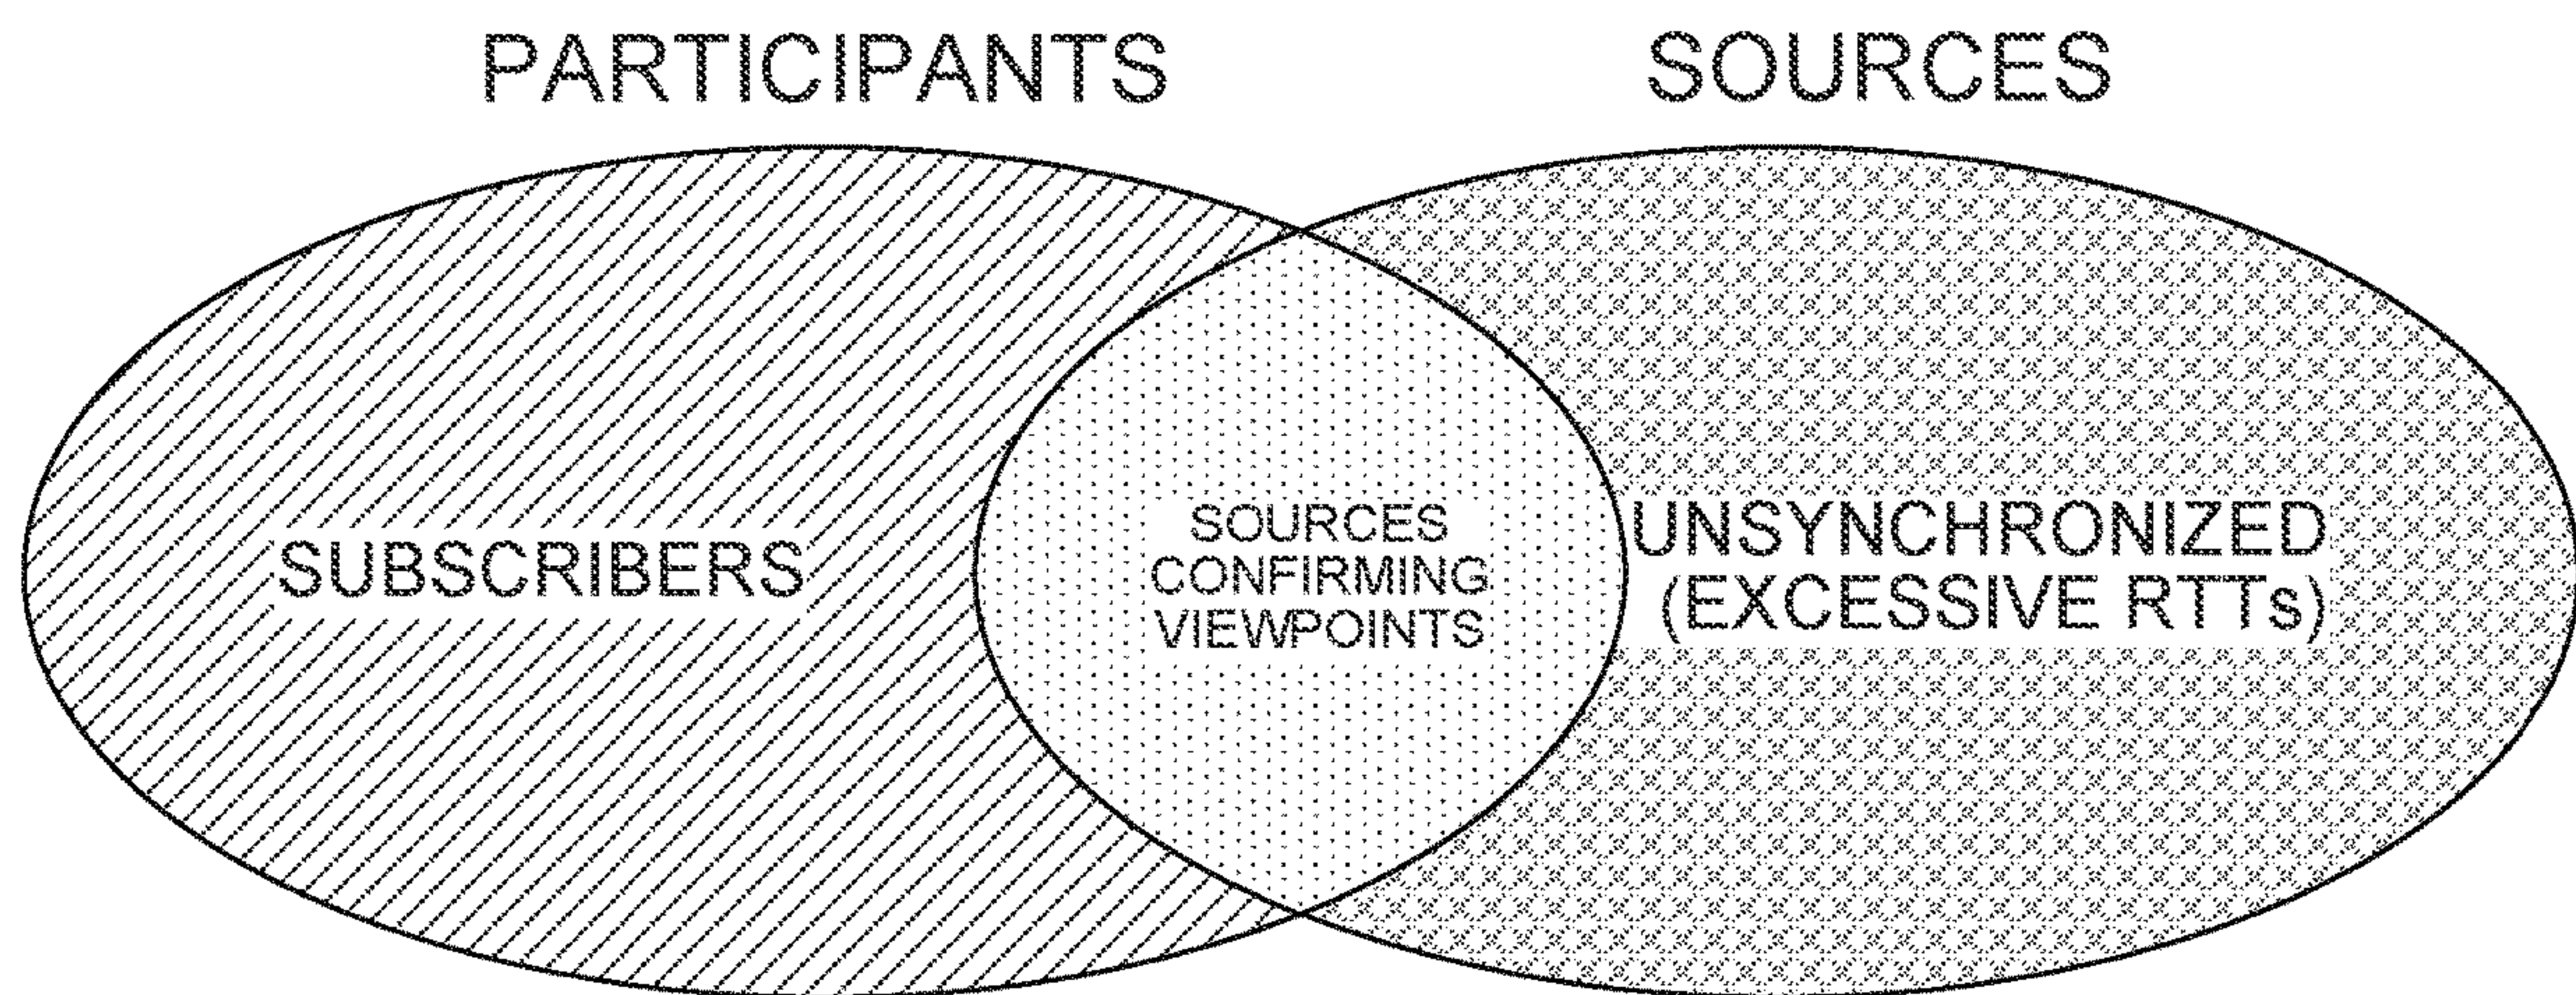 PARTICIPANTS
SOURCES
SUBSCRIBERS
SOURCES
CONFIRMING
VIEWPOINTS
UNSYNCHRONIZED
(EXCESSIVE RTTs)